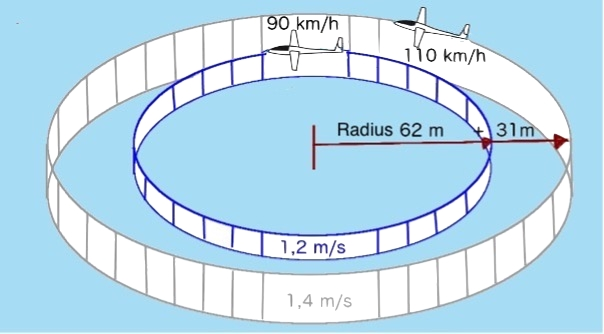 90 km/h
110 km/h
Radius 62 m + 31m
1,2 m/s
1,4 m/s